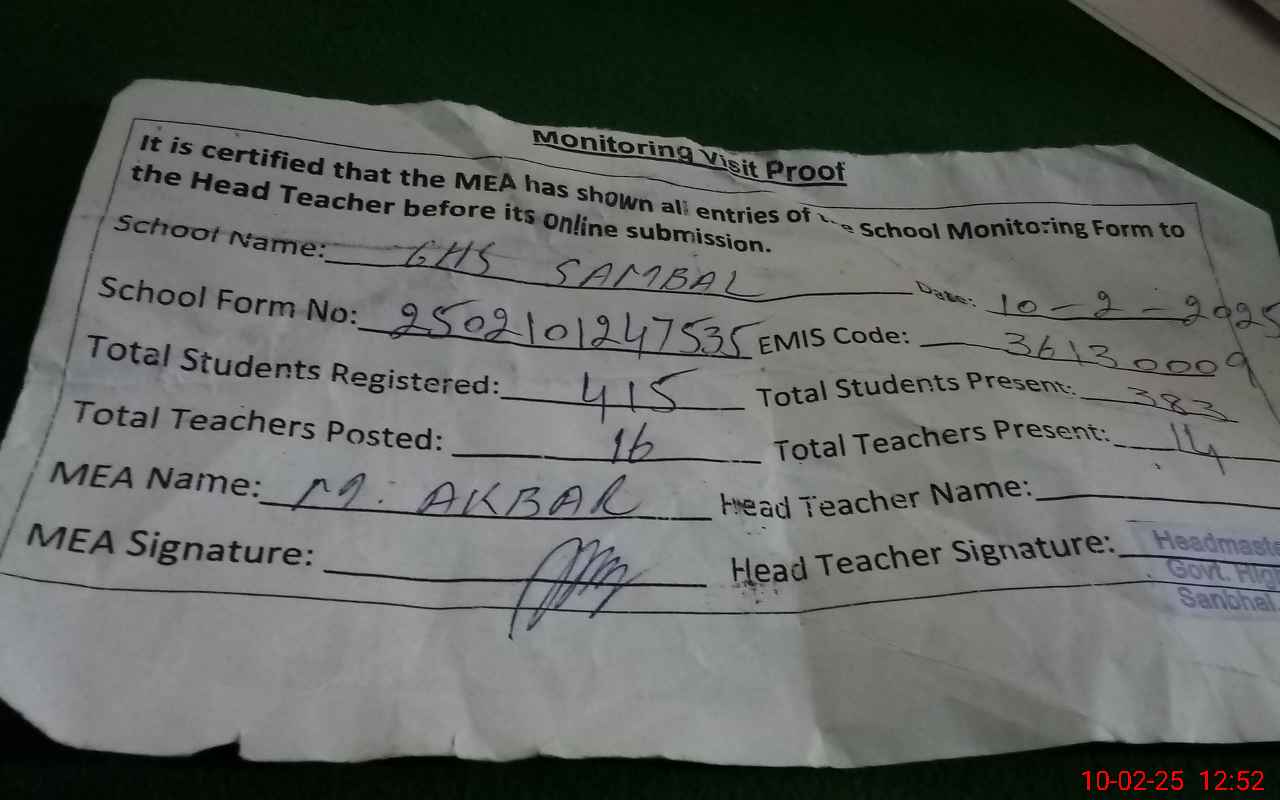 Monitoring Visit Proof
It is certified that the MEA has shown all entries of School Monitoring Form to
the Head Teacher before its online submission.
School Name: GHS SAMBAL Date: 10-2-2025
School Form No: 2502101247535 EMIS Code: 36130009
Total Students Registered: 415 Total Students Present: 383
Total Teachers Posted: 16 Total Teachers Present: 14
MEA Name: M. AKBAR Head Teacher Name:
MEA Signature: Head Teacher Signature:
Headmaste
Govt. Hig
Sanbhal
10-02-25 12:52